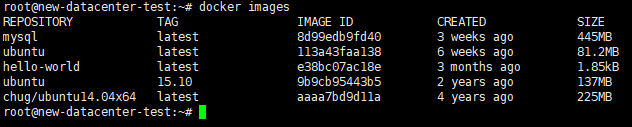 root@new-datacenter-test:~# docker images
REPOSITORY TAG IMAGE ID CREATED SIZE
mysql latest 8d99edb9fd40 3 weeks ago 445MB
ubuntu latest 113a43faa138 6 weeks ago 81.2MB
hello-world latest e38bc07ac18e 3 months ago 1.85kB
ubuntu 15.10 9b9cb95443b5 2 years ago 137MB
chug/ubuntu14.04x64 latest aaaa7bd9d11a 4 years ago 225MB
root@new-datacenter-test:~#